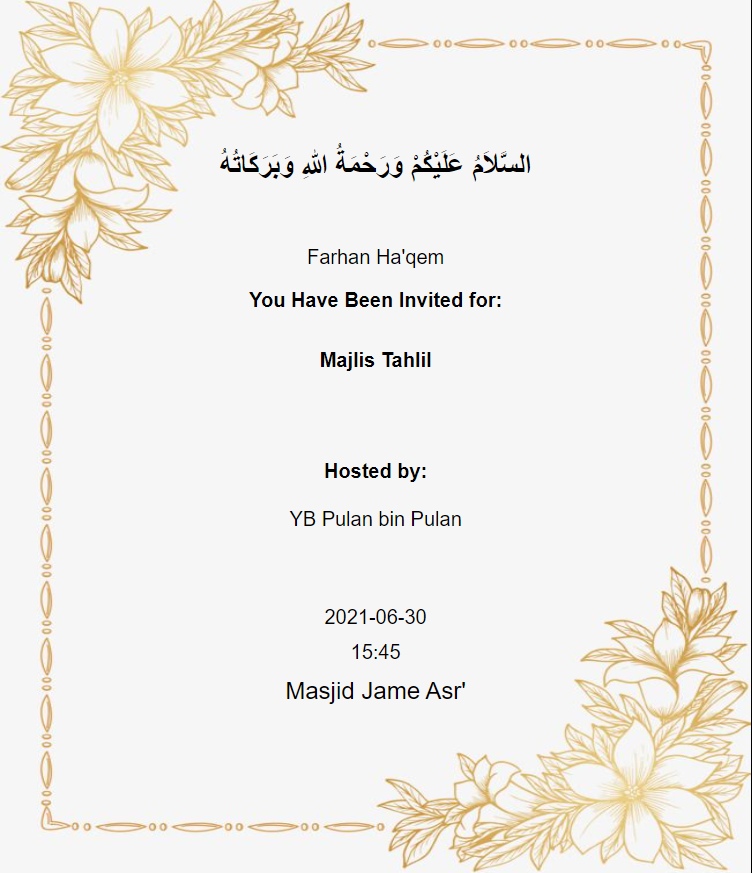 السَّلَامُ عَلَيْكُمْ وَرَحْمَةُ اللهِ وَبَرَكَاتُهُ
Farhan Ha'qem
You Have Been Invited for:
Majlis Tahlil
Hosted by:
YB Pulan bin Pulan
2021-06-30
15:45
Masjid Jame Asr'